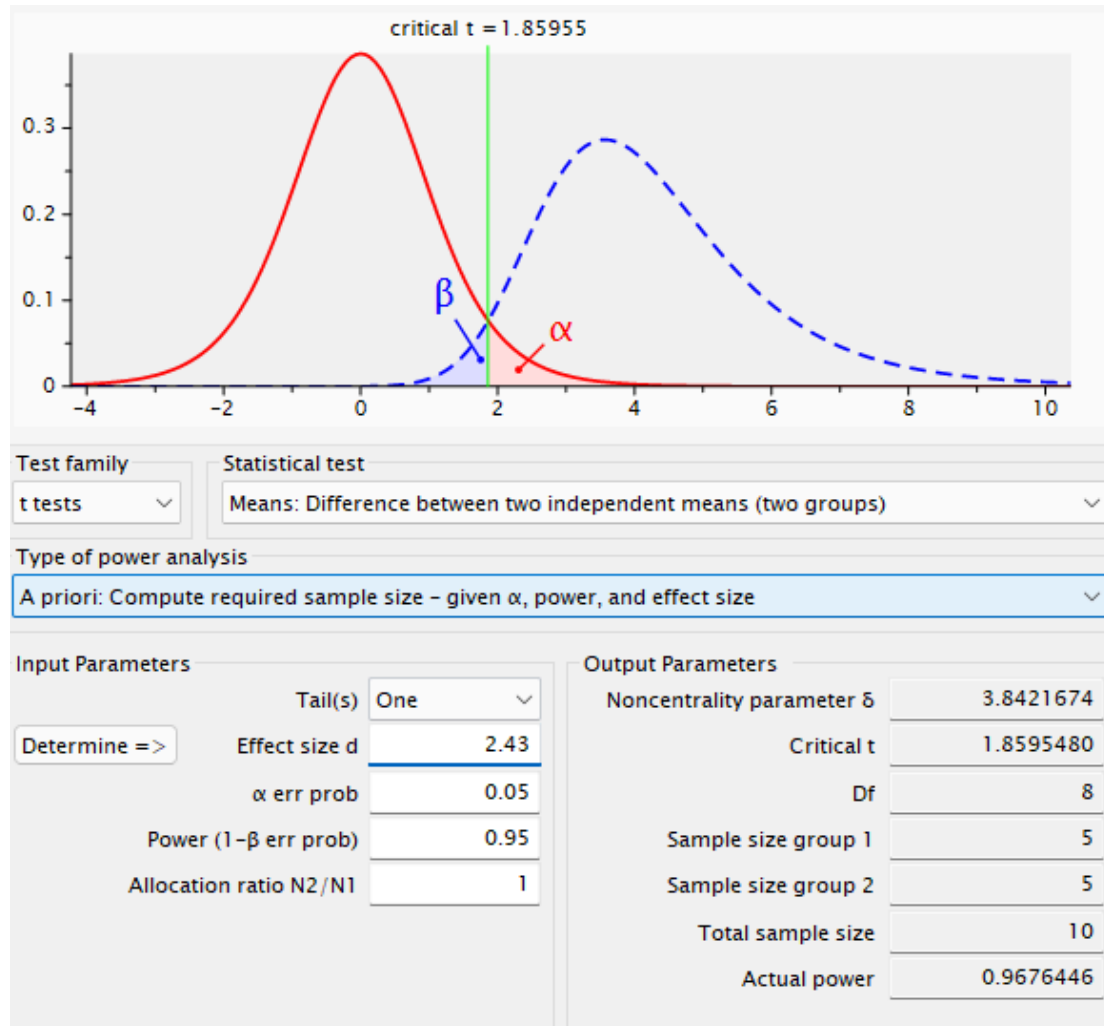 critical t = 1.85955
0.3
0.2
β
0.1
α
0
-4 -2 0 2 4 6 8 10
Test family Statistical test
t tests Means: Difference between two independent means (two groups)
Type of power analysis
A priori: Compute required sample size – given α, power, and effect size
Input Parameters Output Parameters
Tail(s) One Noncentrality parameter δ 3.8421674
Determine => Effect size d 2.43 Critical t 1.8595480
α err prob 0.05 Df 8
Power (1-β err prob) 0.95 Sample size group 1 5
Allocation ratio N2/N1 1 Sample size group 2 5
Total sample size 10
Actual power 0.9676446